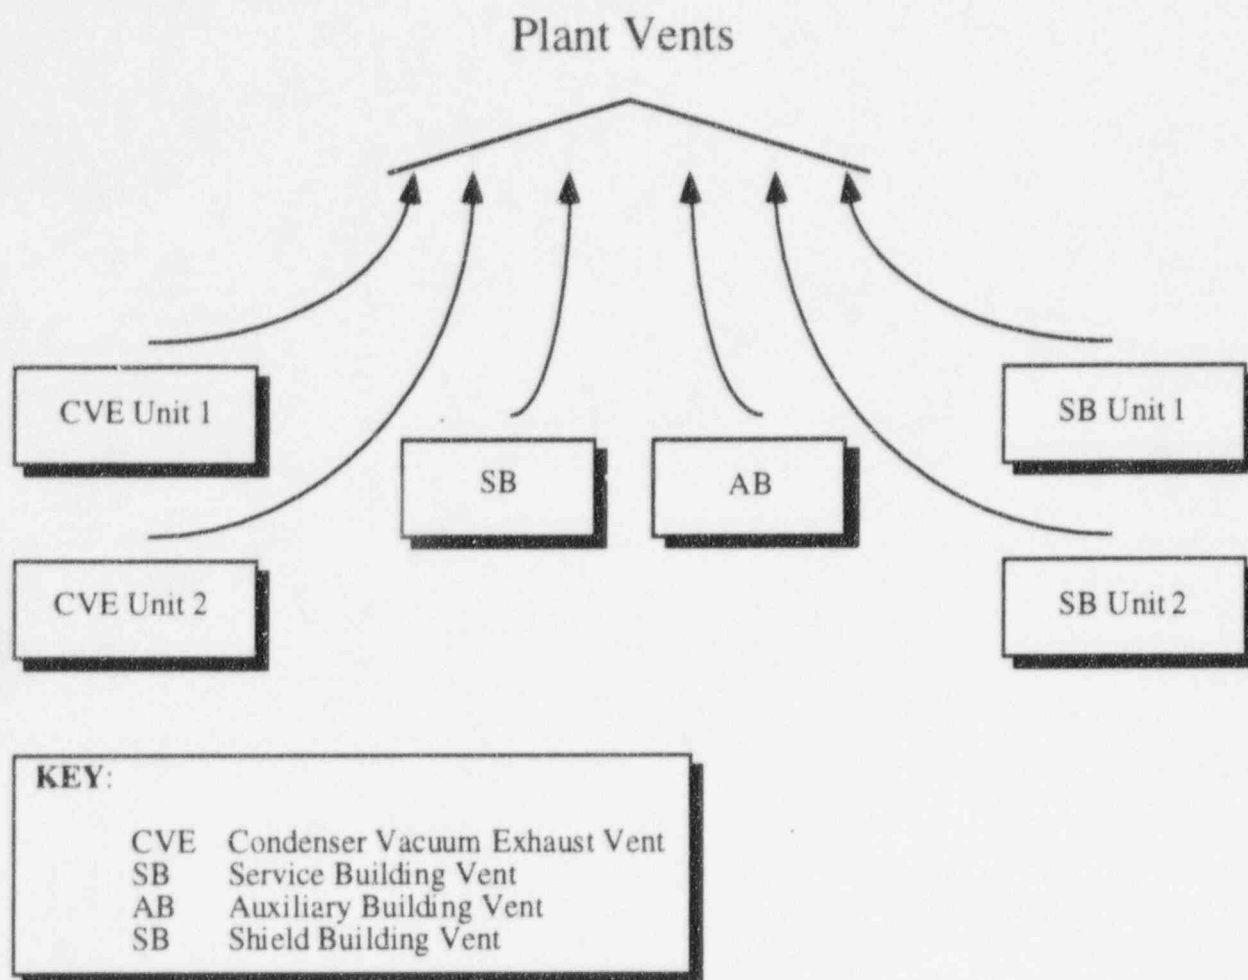 Plant Vents
CVE Unit 1
SB Unit 1
SB
AB
CVE Unit 2
SB Unit 2
KEY:
CVE Condenser Vacuum Exhaust Vent
SB Service Building Vent
AB Auxiliary Building Vent
SB Shield Building Vent